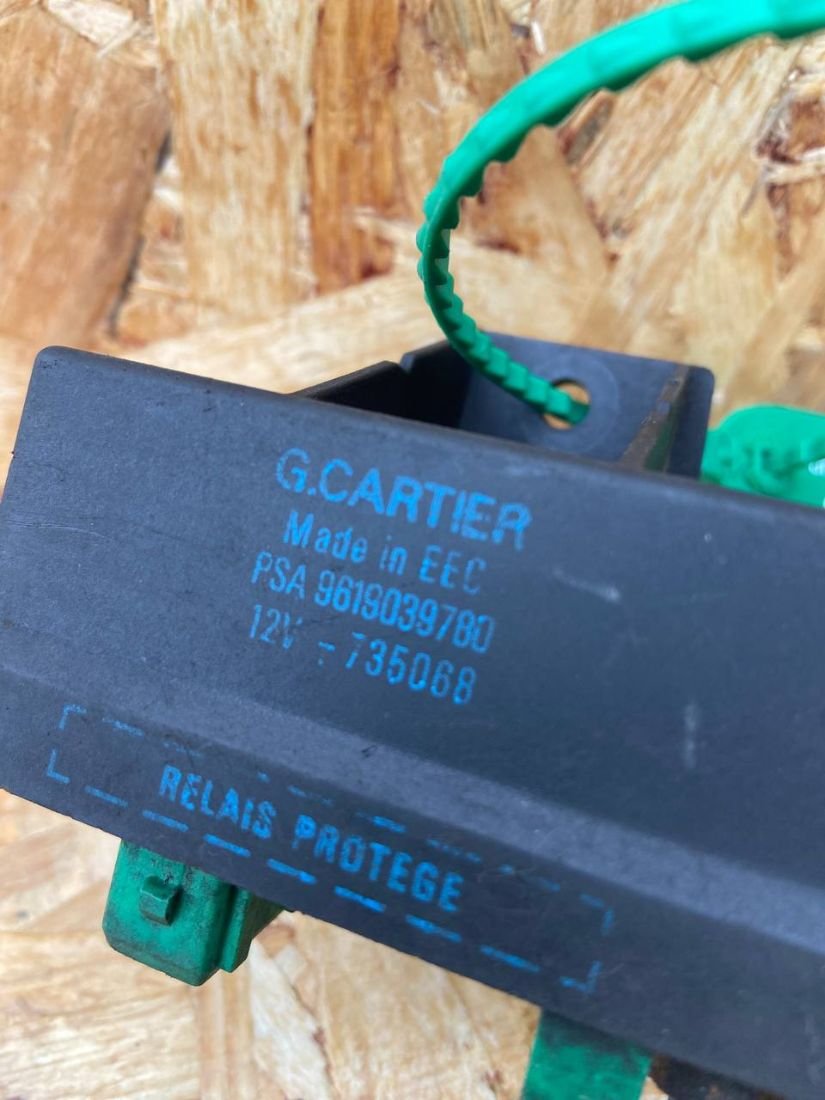 G.CARTIER
Made in EEC
PSA 9619039780
12V - 735068
RELAIS PROTEGE